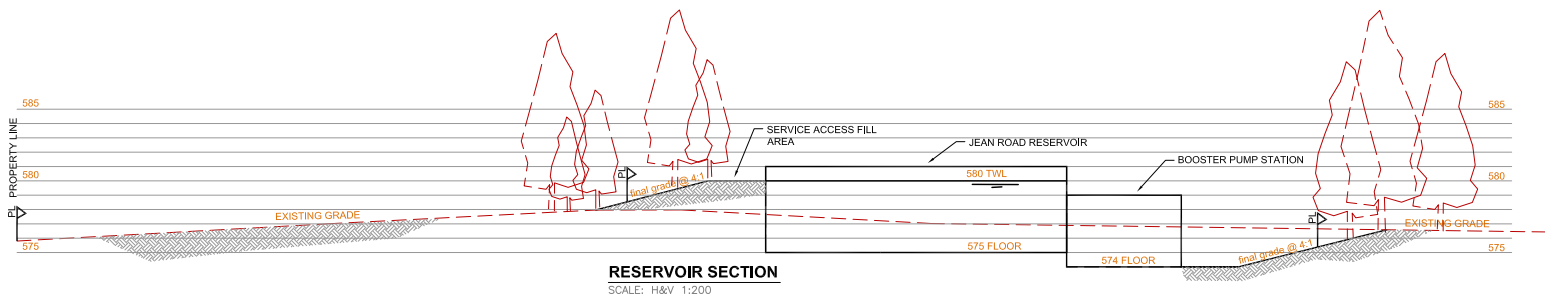 585
585
PL PROPERTY LINE
580
580
PL
final grade @ 4:1
SERVICE ACCESS FILL
AREA
JEAN ROAD RESERVOIR
BOOSTER PUMP STATION
580 TWL
EXISTING GRADE
PL
EXISTING GRADE
575
575 FLOOR
574 FLOOR
final grade @ 4:1
575
RESERVOIR SECTION
SCALE: H&V 1:200